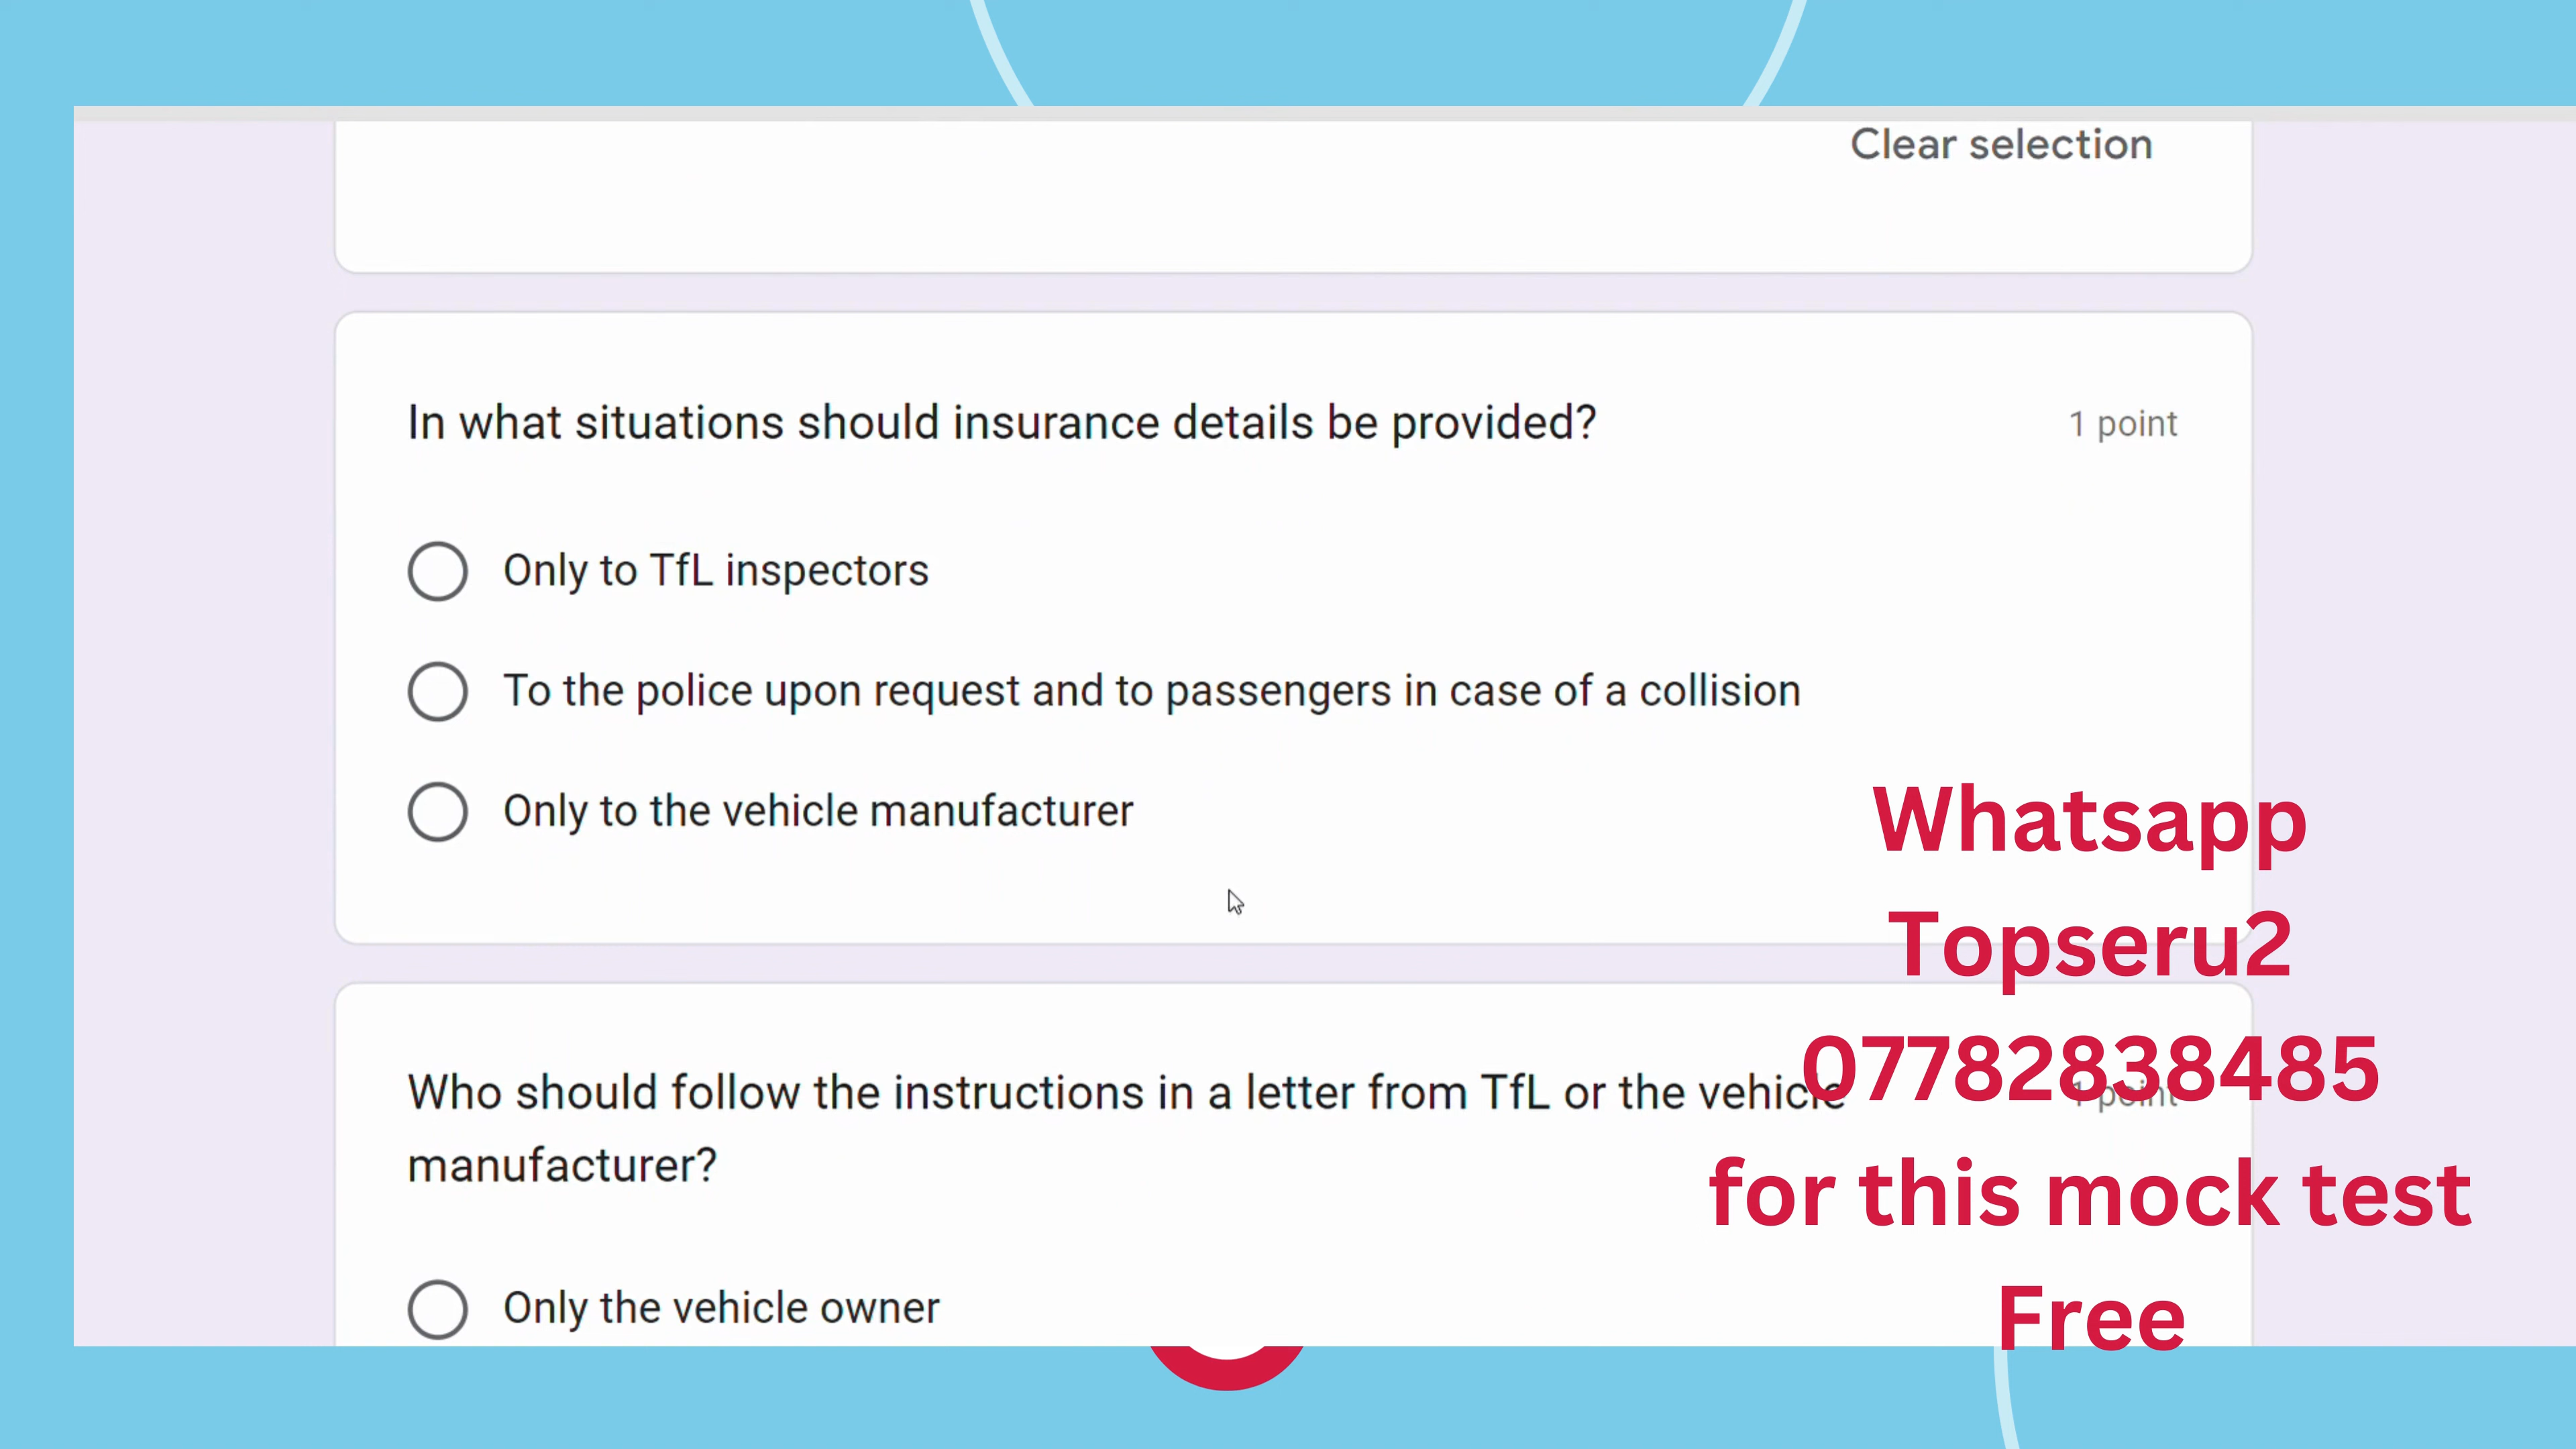 Clear selection
In what situations should insurance details be provided?
1 point
Only to TfL inspectors
To the police upon request and to passengers in case of a collision
Only to the vehicle manufacturer
Whatsapp
Topseru2
07782838485
for this mock test
Free
Who should follow the instructions in a letter from TfL or the vehicle
1 point
manufacturer?
Only the vehicle owner